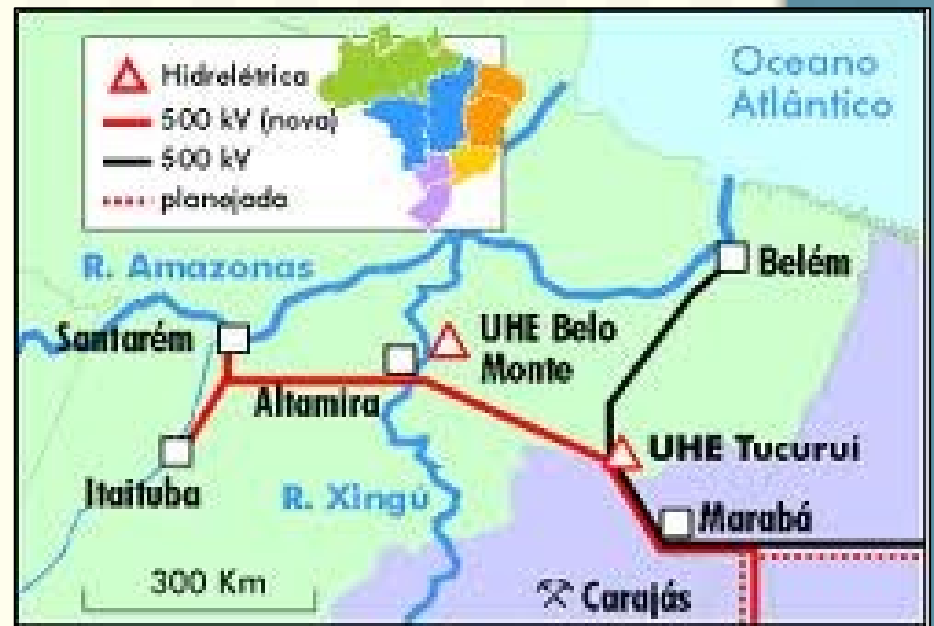 Hidrelétrica
500 kV (nova)
500 kV
planejada
Oceano
Atlântico
R. Amazonas
Belém
Santarém
UHE Belo
Monte
Altamira
UHE Tucuruí
Itaituba
R. Xingú
Marabá
300 Km
Carajás